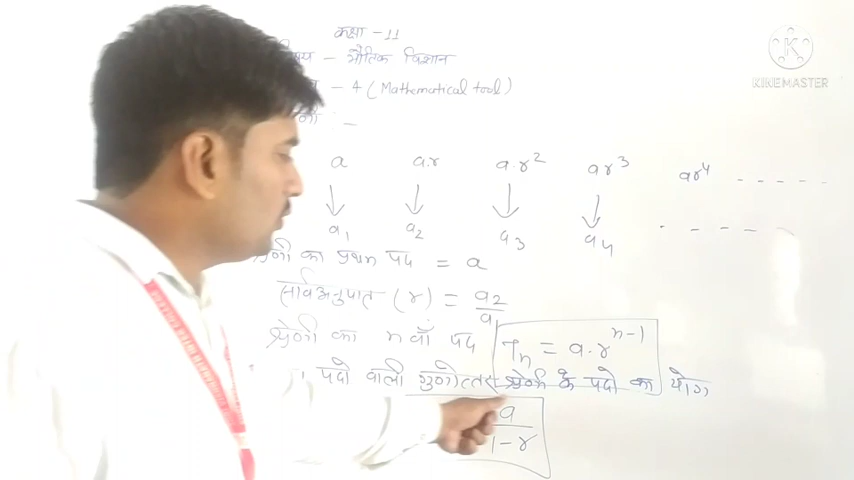 कक्षा - 11
- भौतिक विज्ञान
- 4 (Mathematical tool)
KINEMASTER
a a.r a.r² ar³ ar⁴ - - - - -
a₁ a₂ a₃ a₄ - - - -
का प्रथम पद = a
सार्वअनुपात (r) = a₂/a₁
श्रेणी का n वाँ पद Tₙ = a.r^(n-1)
पदो वाली गुणोत्तर श्रेणी के पदो का योग
a/(1-r)